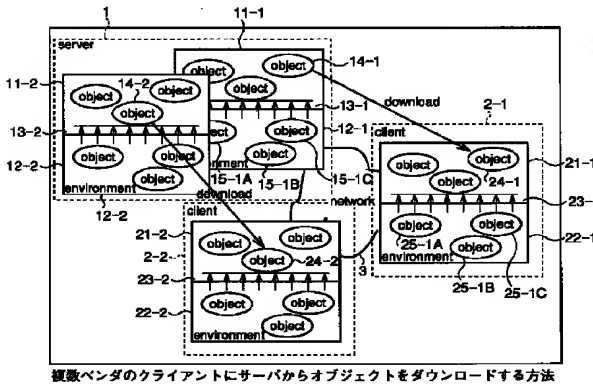 1
11-1
server
14-1
object
object
11-2
14-2
object
object
object
object
13-1
download
2-1
13-2
object
object
12-1
client
12-2
object
object
object
object
object
21-1
environment
object
24-1
15-1A
15-1B
15-1C
12-2
download
network
object
object
23-1
client
21-2
object
25-1A
22-1
2-2
object
24-2
object
environment
23-2
3
25-1B
25-1C
22-2
object
object
environment
object
複数ベンダのクライアントにサーバからオブジェクトをダウンロードする方法